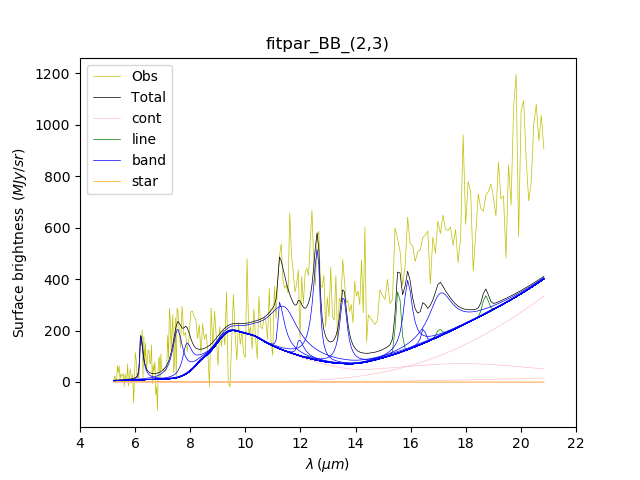 fitpar_BB_(2,3)
Surface brightness (MJy/sr)
1200
1000
800
600
400
200
0
Obs
Total
cont
line
band
star
4 6 8 10 12 14 16 18 20 22
λ (μm)